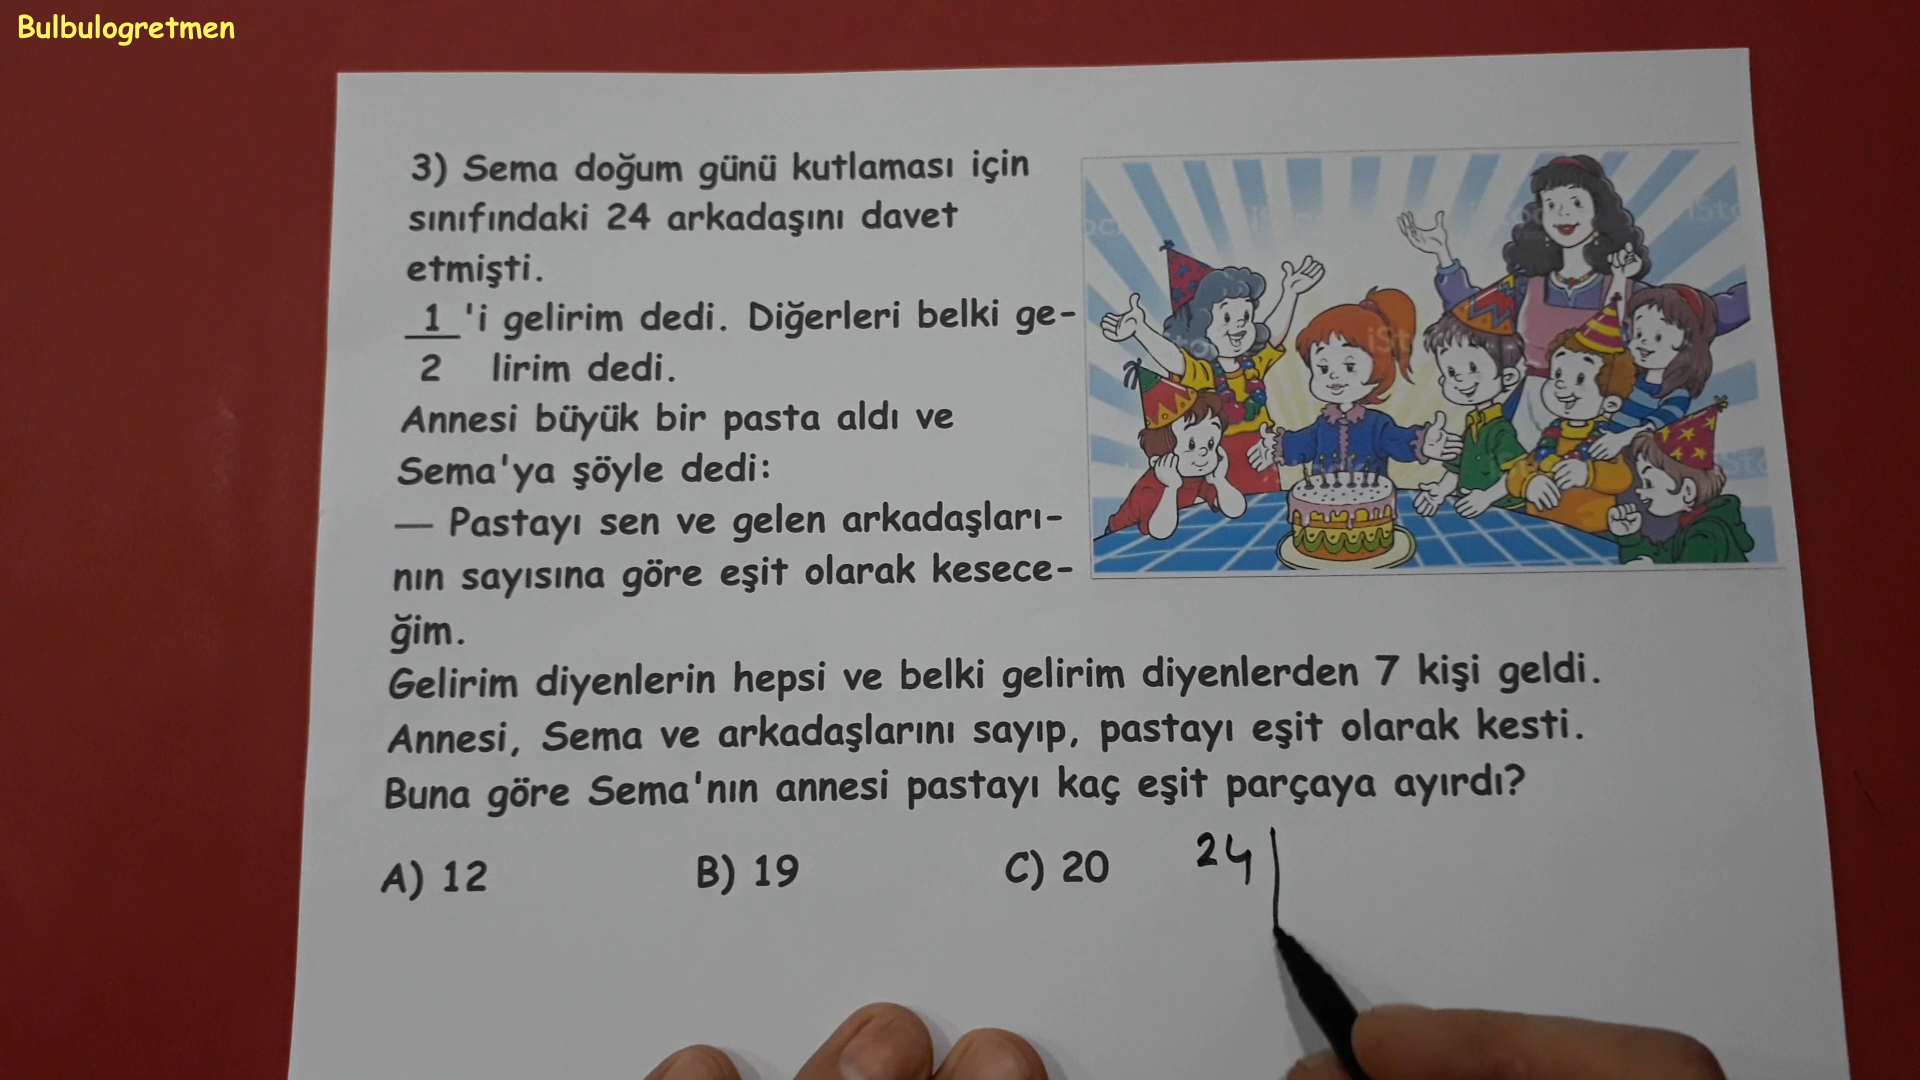 Bulbulogretmen
3) Sema doğum günü kutlaması için
sınıfındaki 24 arkadaşını davet
etmişti.
1 'i gelirim dedi. Diğerleri belki ge-
2 lirim dedi.
Annesi büyük bir pasta aldı ve
Sema'ya şöyle dedi:
— Pastayı sen ve gelen arkadaşları-
nın sayısına göre eşit olarak kesece-
ğim.
Gelirim diyenlerin hepsi ve belki gelirim diyenlerden 7 kişi geldi.
Annesi, Sema ve arkadaşlarını sayıp, pastayı eşit olarak kesti.
Buna göre Sema'nın annesi pastayı kaç eşit parçaya ayırdı?
A) 12 B) 19 C) 20 24